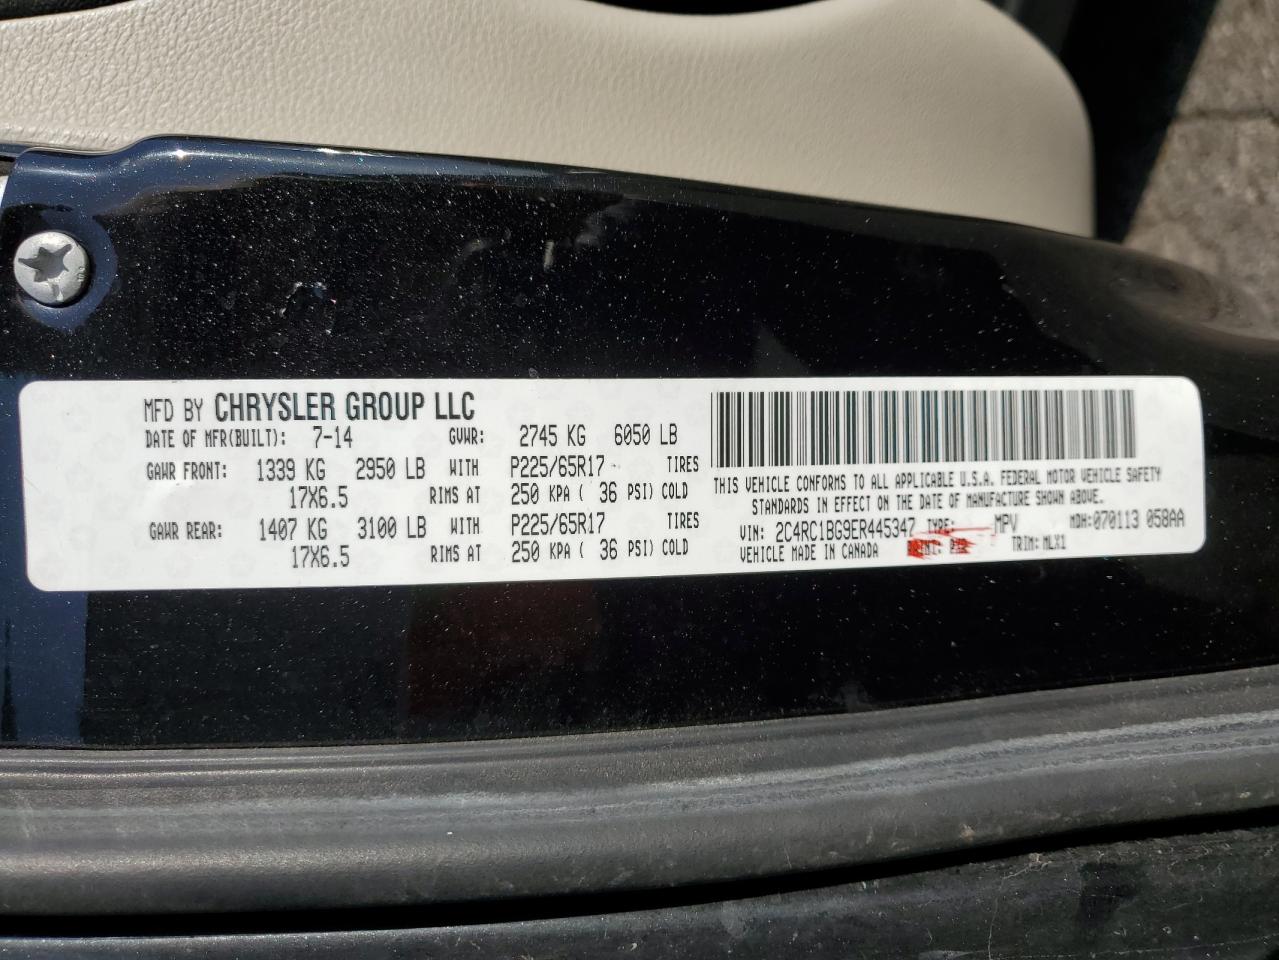 MFD BY CHRYSLER GROUP LLC
DATE OF MFR(BUILT): 7-14 GVWR: 2745 KG 6050 LB
GAWR FRONT: 1339 KG 2950 LB WITH P225/65R17 TIRES
17X6.5 RIMS AT 250 KPA ( 36 PSI) COLD
GAWR REAR: 1407 KG 3100 LB WITH P225/65R17 TIRES
17X6.5 RIMS AT 250 KPA ( 36 PSI) COLD
THIS VEHICLE CONFORMS TO ALL APPLICABLE U.S.A. FEDERAL MOTOR VEHICLE SAFETY
STANDARDS IN EFFECT ON THE DATE OF MANUFACTURE SHOWN ABOVE.
VIN: 2C4RC1BG9ER445347 TYPE: MPV MDH:070113 058AA
VEHICLE MADE IN CANADA TRIM: MLX1